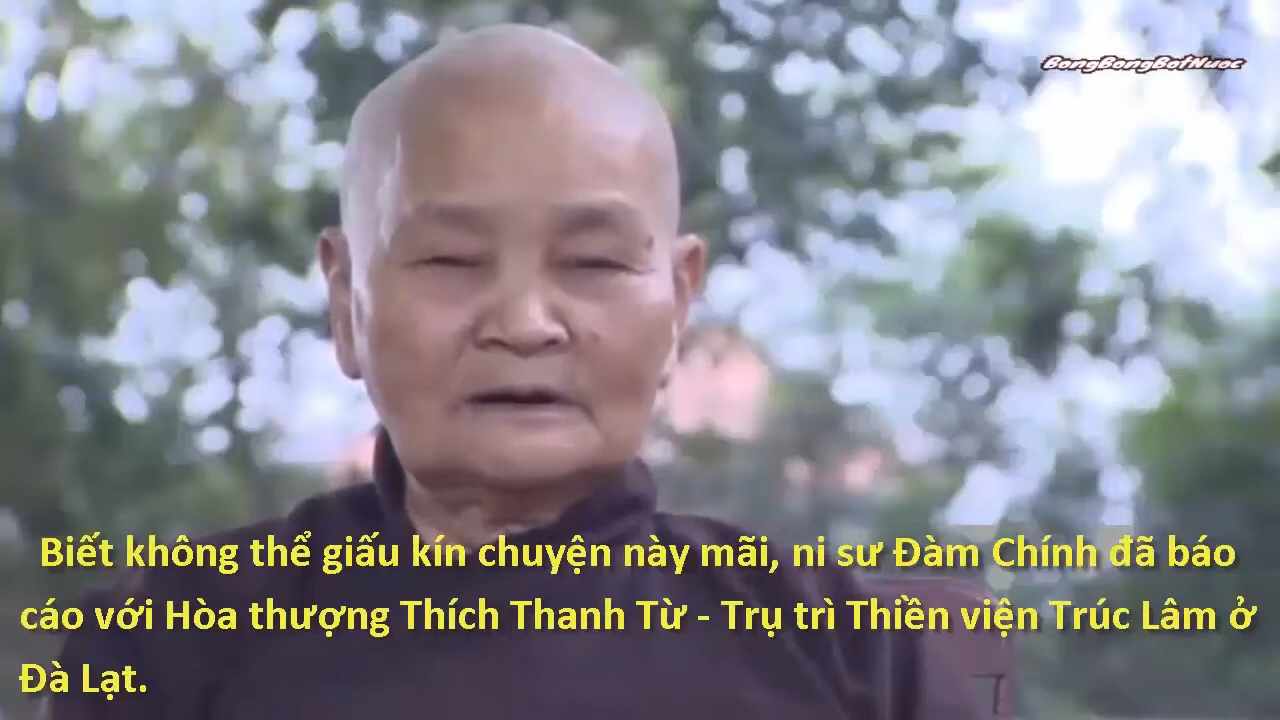 BongBongBotNuoc
Biết không thể giấu kín chuyện này mãi, ni sư Đàm Chính đã báo
cáo với Hòa thượng Thích Thanh Từ - Trụ trì Thiền viện Trúc Lâm ở
Đà Lạt.